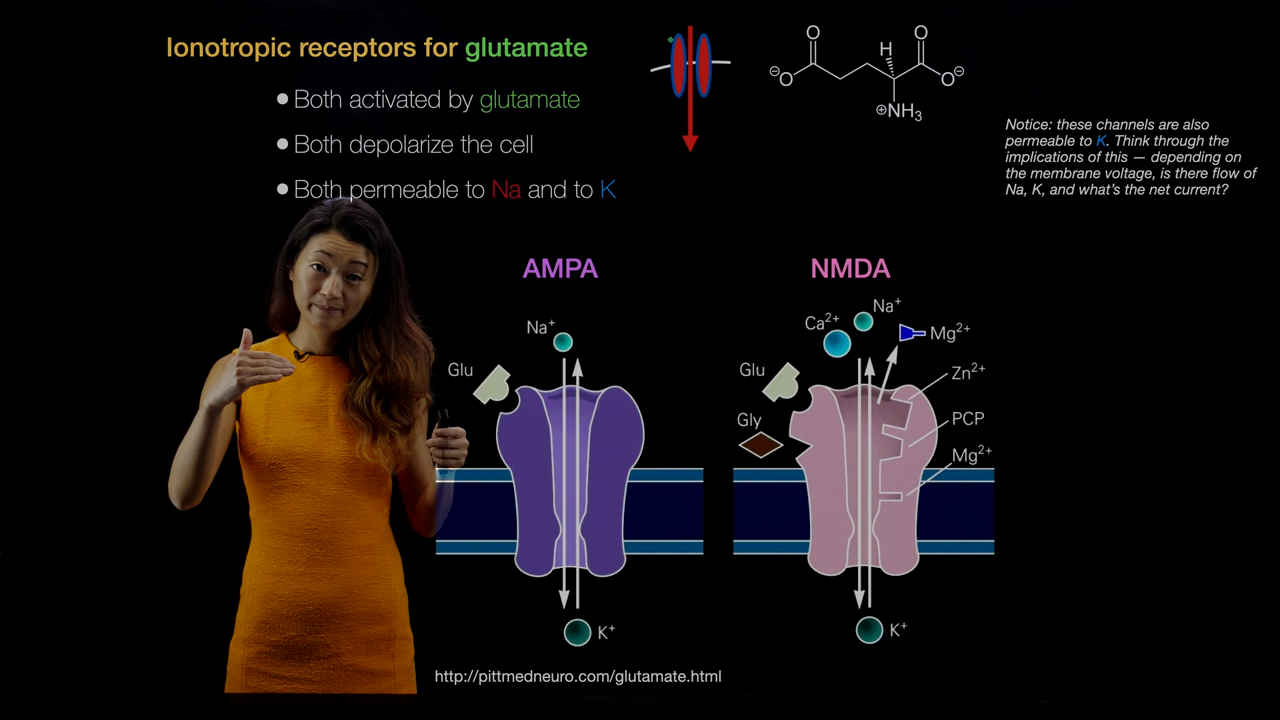 Ionotropic receptors for glutamate
Both activated by glutamate
Both depolarize the cell
Both permeable to Na and to K
O
O
H
⊖O
O⊖
⊕NH3
Notice: these channels are also
permeable to K. Think through the
implications of this — depending on
the membrane voltage, is there flow of
Na, K, and what's the net current?
AMPA
NMDA
Na+
Glu
K+
Ca2+
Na+
Mg2+
Glu
Zn2+
Gly
PCP
Mg2+
K+
http://pittmedneuro.com/glutamate.html